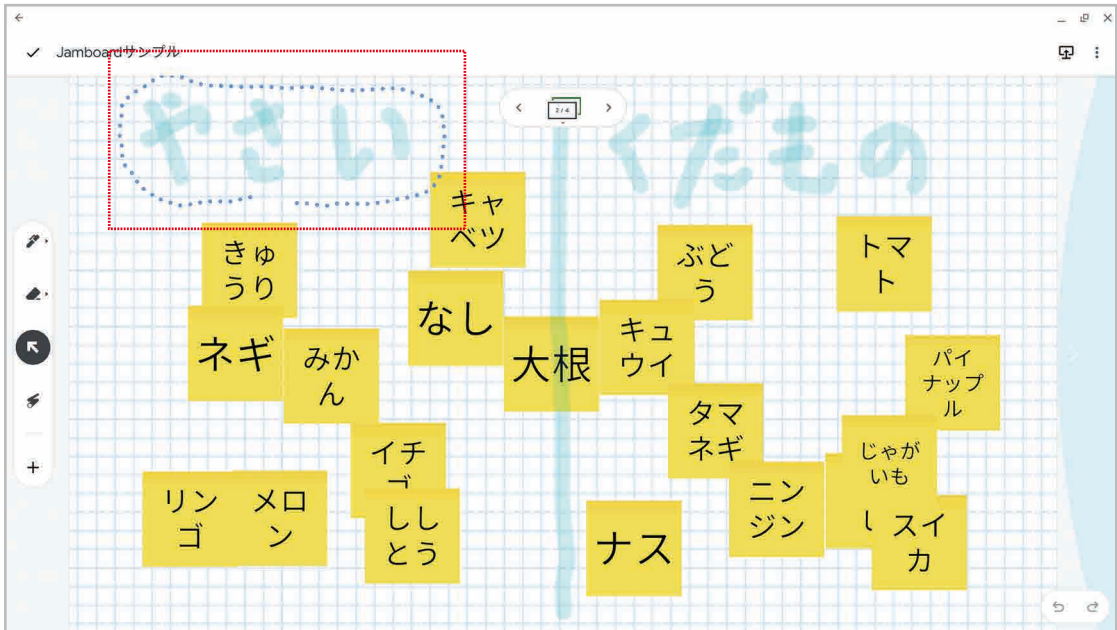 Jamboardサンプル
2 / 4
やさい
くだもの
キャ
ベツ
きゅ
うり
ぶど
う
トマ
ト
なし
ネギ
みか
ん
大根
キュ
ウイ
パイ
ナップ
ル
タマ
ネギ
イチ
ゴ
じゃが
いも
リン
ゴ
メロ
ン
しし
とう
ニン
ジン
ナス
スイ
カ